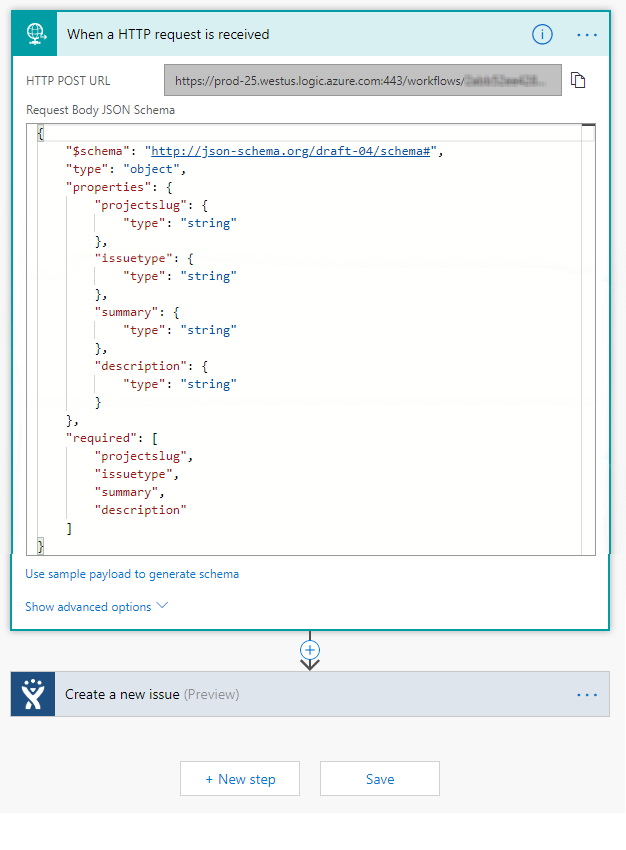 When a HTTP request is received
HTTP POST URL
https://prod-25.westus.logic.azure.com:443/workflows/
Request Body JSON Schema
{
"$schema": "http://json-schema.org/draft-04/schema#",
"type": "object",
"properties": {
"projectslug": {
"type": "string"
},
"issuetype": {
"type": "string"
},
"summary": {
"type": "string"
},
"description": {
"type": "string"
}
},
"required": [
"projectslug",
"issuetype",
"summary",
"description"
]
}
Use sample payload to generate schema
Show advanced options
Create a new issue (Preview)
+ New step
Save